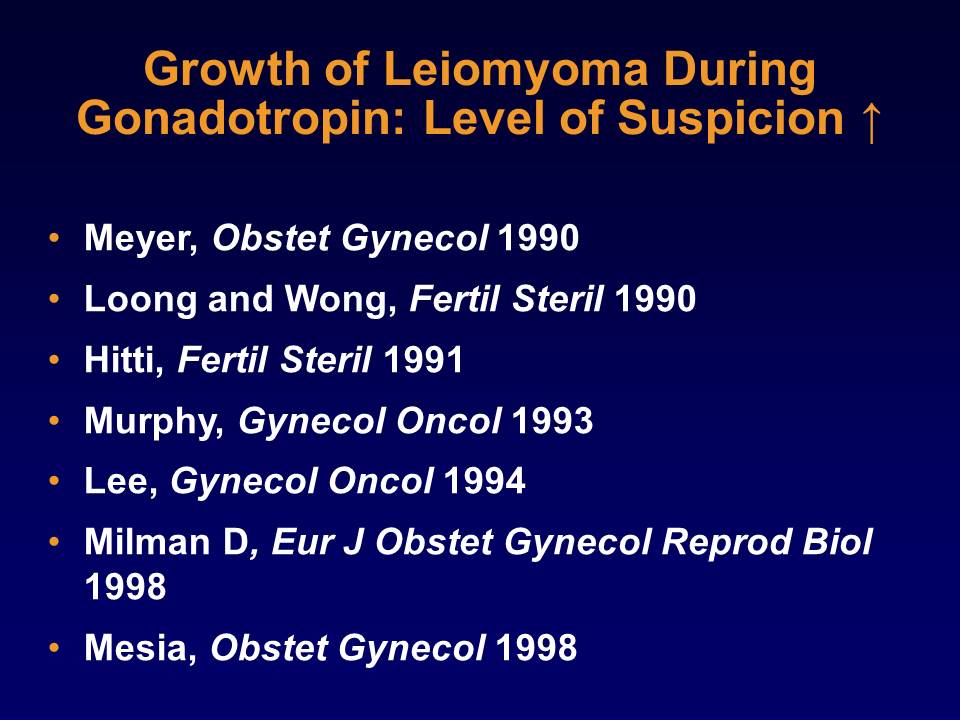 Growth of Leiomyoma During
Gonadotropin: Level of Suspicion ↑
• Meyer, Obstet Gynecol 1990
• Loong and Wong, Fertil Steril 1990
• Hitti, Fertil Steril 1991
• Murphy, Gynecol Oncol 1993
• Lee, Gynecol Oncol 1994
• Milman D, Eur J Obstet Gynecol Reprod Biol
1998
• Mesia, Obstet Gynecol 1998